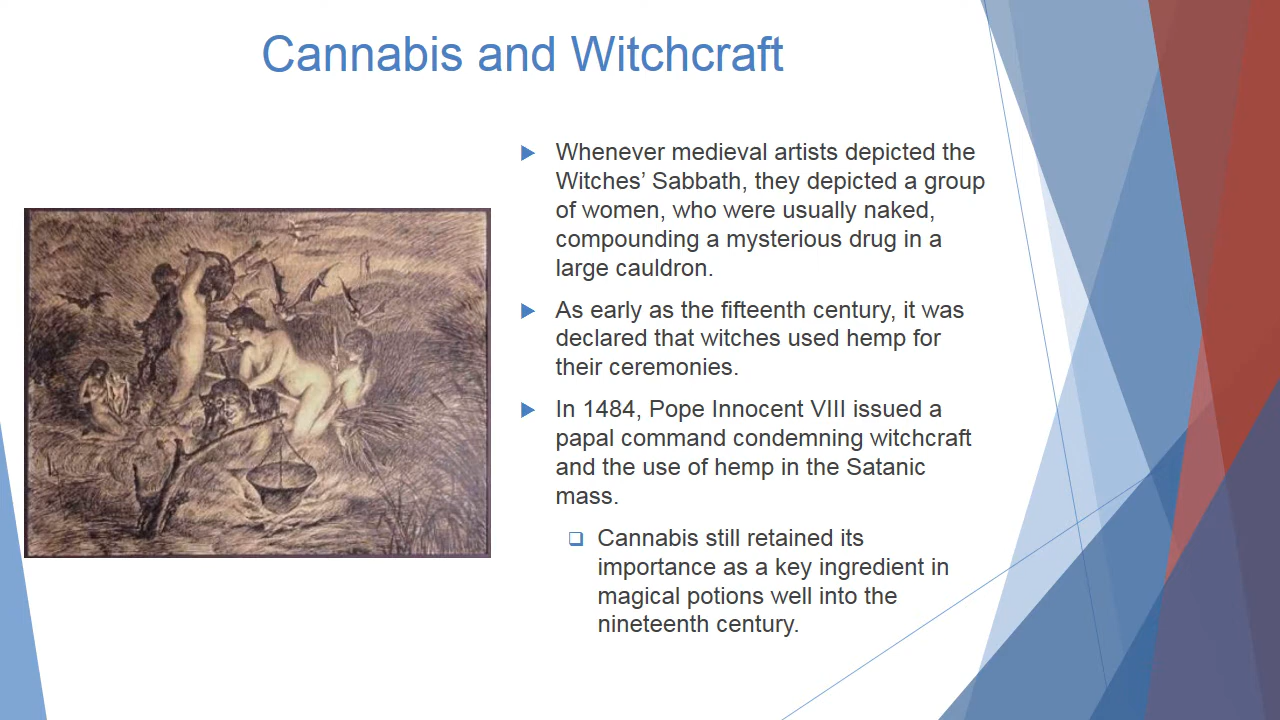 Cannabis and Witchcraft
Whenever medieval artists depicted the
Witches’ Sabbath, they depicted a group
of women, who were usually naked,
compounding a mysterious drug in a
large cauldron.
As early as the fifteenth century, it was
declared that witches used hemp for
their ceremonies.
In 1484, Pope Innocent VIII issued a
papal command condemning witchcraft
and the use of hemp in the Satanic
mass.
Cannabis still retained its
importance as a key ingredient in
magical potions well into the
nineteenth century.